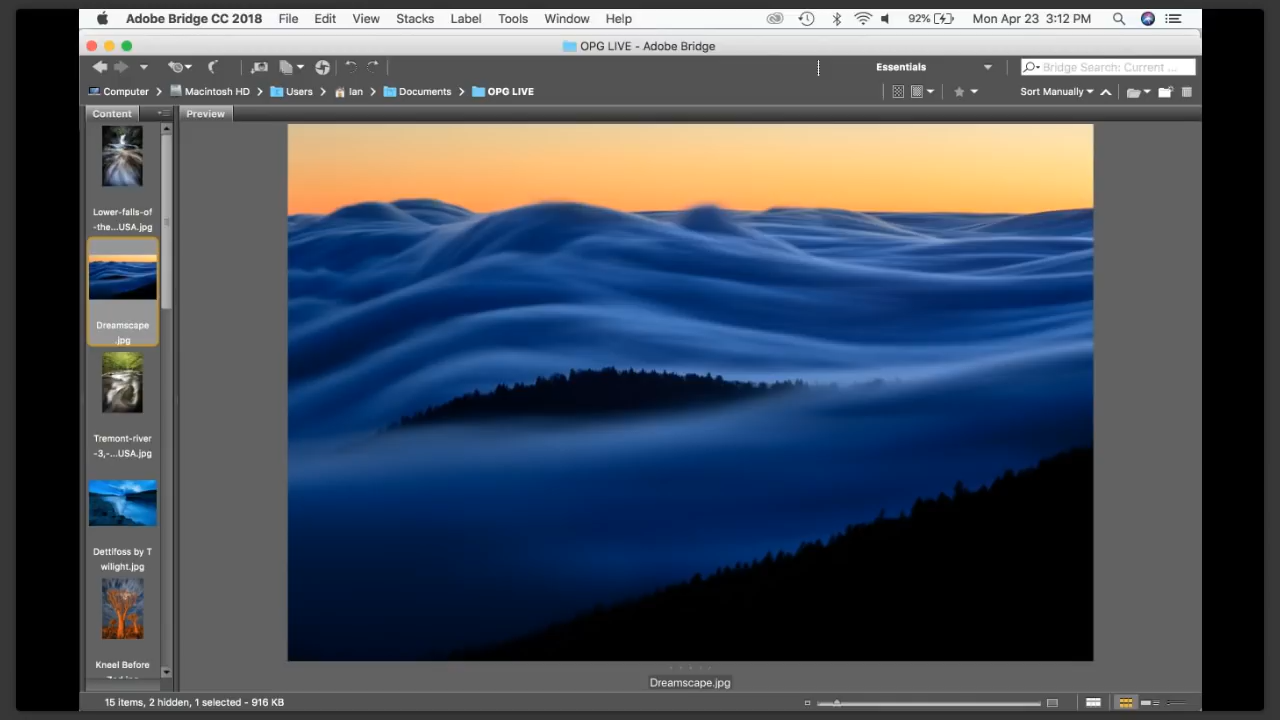 Adobe Bridge CC 2018 File Edit View Stacks Label Tools Window Help 92% Mon Apr 23 3:12 PM
OPG LIVE - Adobe Bridge
Essentials Bridge Search: Current ...
Computer Macintosh HD Users Ian Documents OPG LIVE Sort Manually
Content Preview
Lower-falls-of
-the...USA.jpg
Dreamscape
.jpg
Tremont-river
-3,-...USA.jpg
Dettifoss by T
wilight.jpg
Kneel Before
Dreamscape.jpg
15 items, 2 hidden, 1 selected - 916 KB